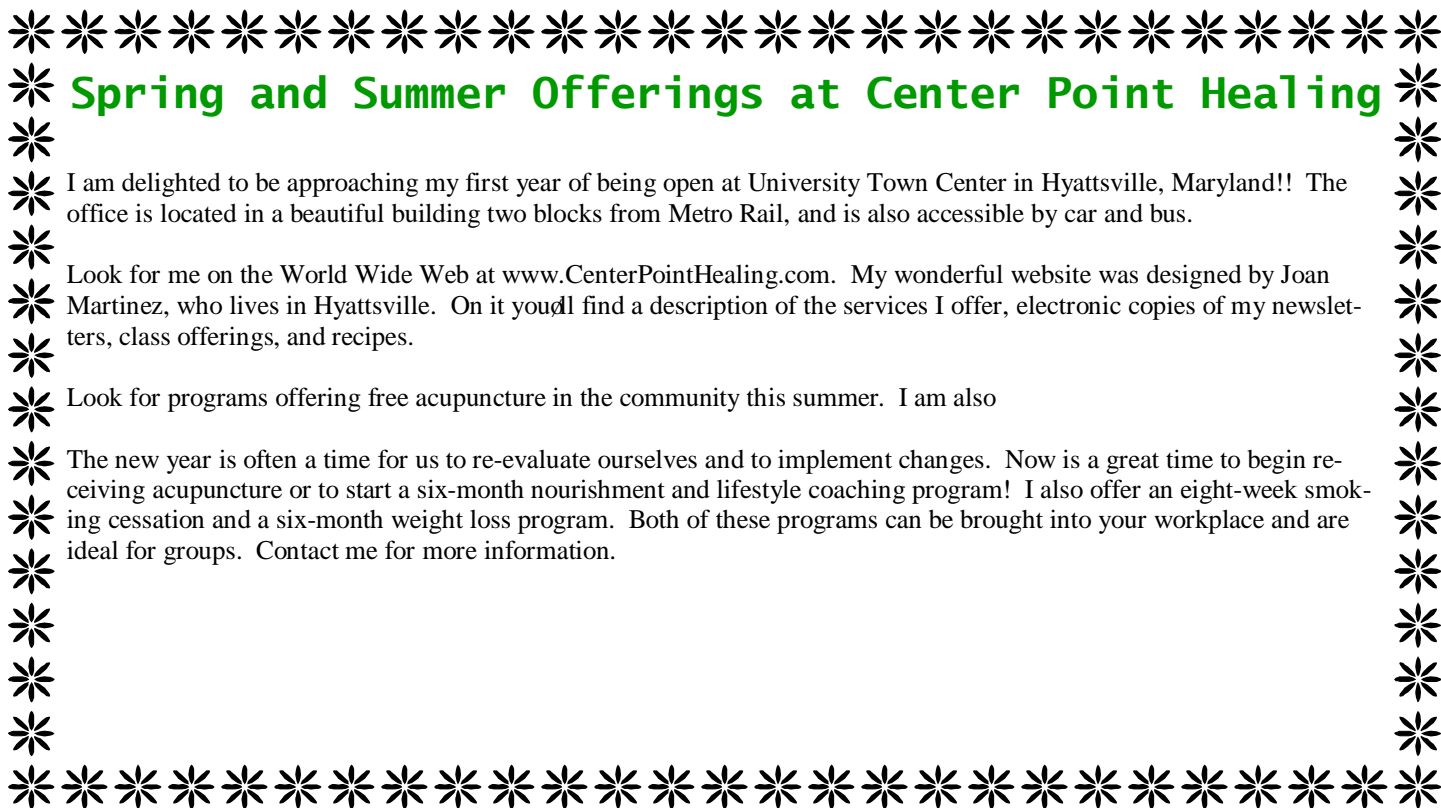 Spring and Summer Offerings at Center Point Healing
I am delighted to be approaching my first year of being open at University Town Center in Hyattsville, Maryland!!  The
office is located in a beautiful building two blocks from Metro Rail, and is also accessible by car and bus.
Look for me on the World Wide Web at www.CenterPointHealing.com.  My wonderful website was designed by Joan
Martinez, who lives in Hyattsville.  On it youøll find a description of the services I offer, electronic copies of my newslet-
ters, class offerings, and recipes.
Look for programs offering free acupuncture in the community this summer.  I am also
The new year is often a time for us to re-evaluate ourselves and to implement changes.  Now is a great time to begin re-
ceiving acupuncture or to start a six-month nourishment and lifestyle coaching program!  I also offer an eight-week smok-
ing cessation and a six-month weight loss program.  Both of these programs can be brought into your workplace and are
ideal for groups.  Contact me for more information.